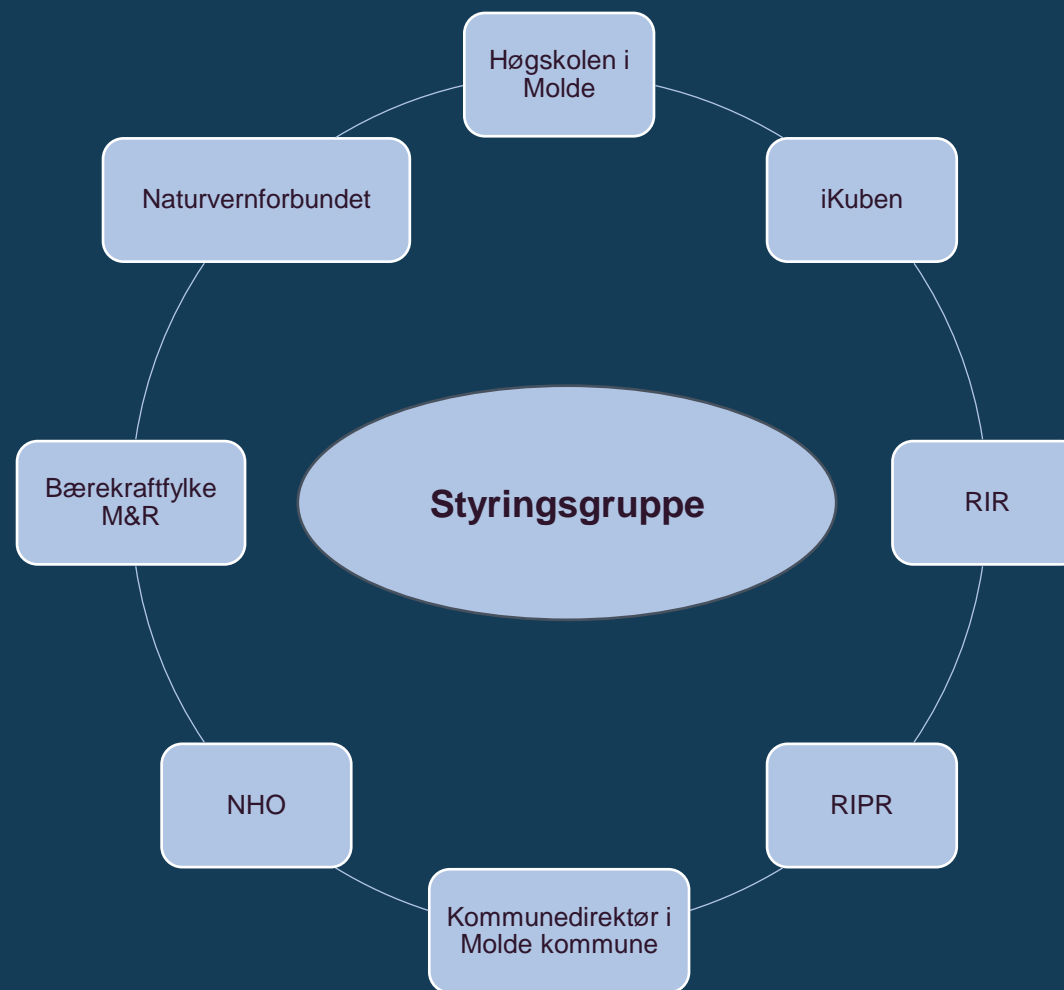 Høgskolen i
Molde
iKuben
RIR
RIPR
Kommunedirektør i
Molde kommune
NHO
Bærekraftfylke
M&R
Naturvernforbundet
Styringsgruppe